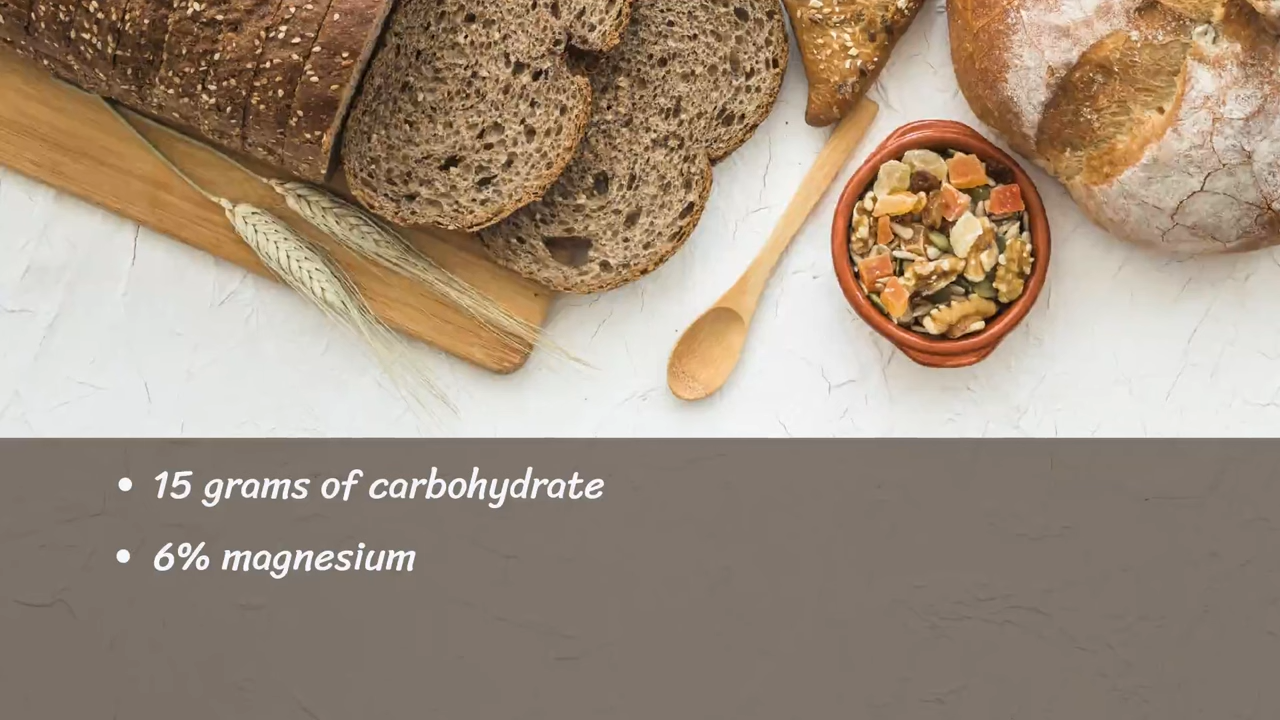 • 15 grams of carbohydrate
• 6% magnesium